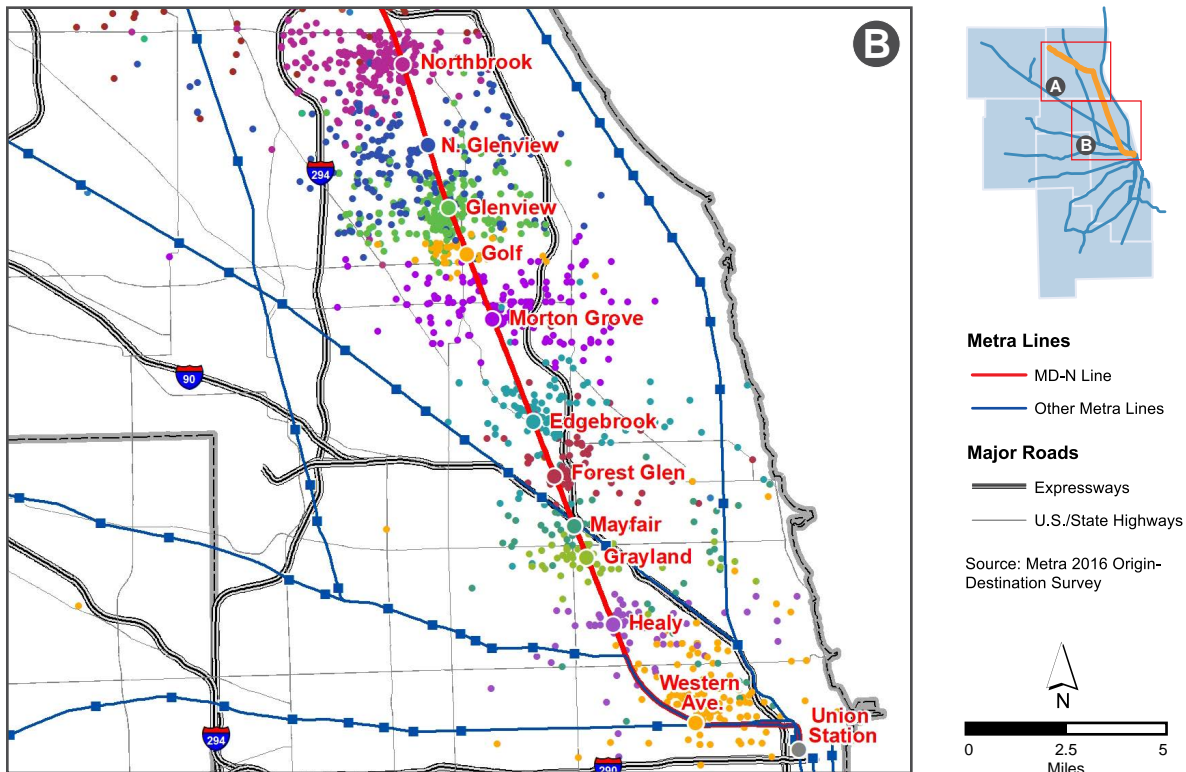 B
Northbrook
N. Glenview
294
Glenview
Golf
Morton Grove
90
Edgebrook
Forest Glen
Mayfair
Grayland
Healy
Western
Ave.
Union
Station
294
290
A
B
Metra Lines
MD-N Line
Other Metra Lines
Major Roads
Expressways
U.S./State Highways
Source: Metra 2016 Origin-
Destination Survey
N
0 2.5 5
Miles